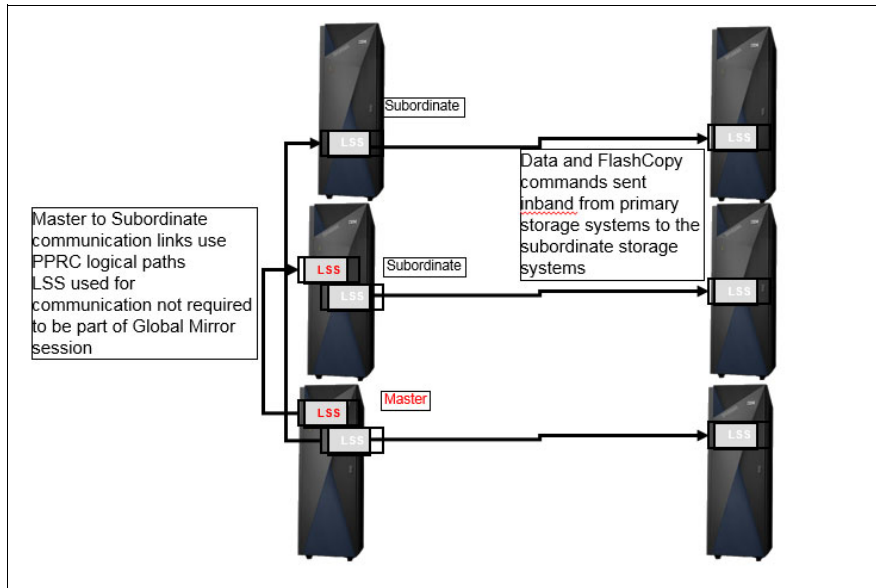 Subordinate
LSS
LSS
Data and FlashCopy
commands sent
inband from primary
storage systems to the
subordinate storage
systems
Master to Subordinate
communication links use
PPRC logical paths
LSS used for
communication not required
to be part of Global Mirror
session
Subordinate
LSS
LSS
LSS
Master
LSS
LSS
LSS